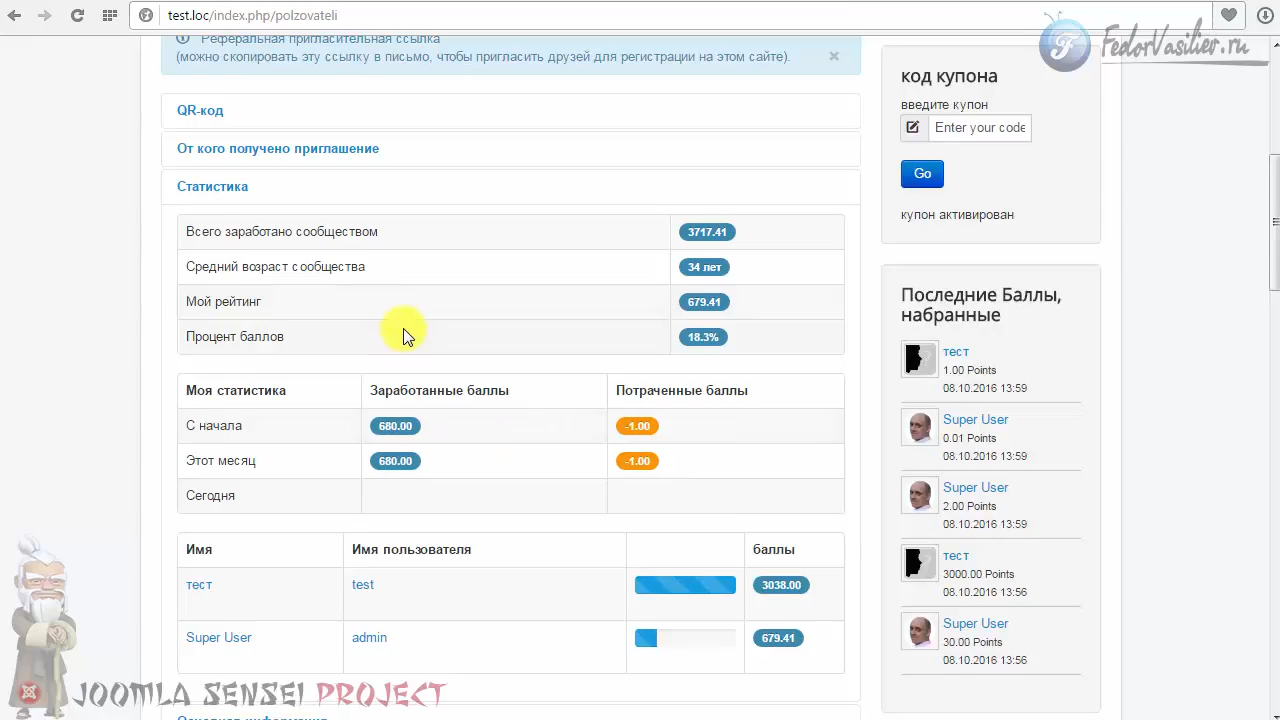 test.loc/index.php/polzovateli
FedorVasilier.ru
Реферальная пригласительная ссылка
(можно скопировать эту ссылку в письмо, чтобы пригласить друзей для регистрации на этом сайте).
×
QR-код
От кого получено приглашение
Статистика
Всего заработано сообществом 3717.41
Средний возраст сообщества 34 лет
Мой рейтинг 679.41
Процент баллов 18.3%
Моя статистика Заработанные баллы Потраченные баллы
С начала 680.00 -1.00
Этот месяц 680.00 -1.00
Сегодня
Имя Имя пользователя баллы
тест test 3038.00
Super User admin 679.41
код купона
введите купон
Enter your code
Go
купон активирован
Последние Баллы,
набранные
тест
1.00 Points
08.10.2016 13:59
Super User
0.01 Points
08.10.2016 13:59
Super User
2.00 Points
08.10.2016 13:59
тест
3000.00 Points
08.10.2016 13:56
Super User
30.00 Points
08.10.2016 13:56
JOOMLA SENSEI PROJECT
Основная информация